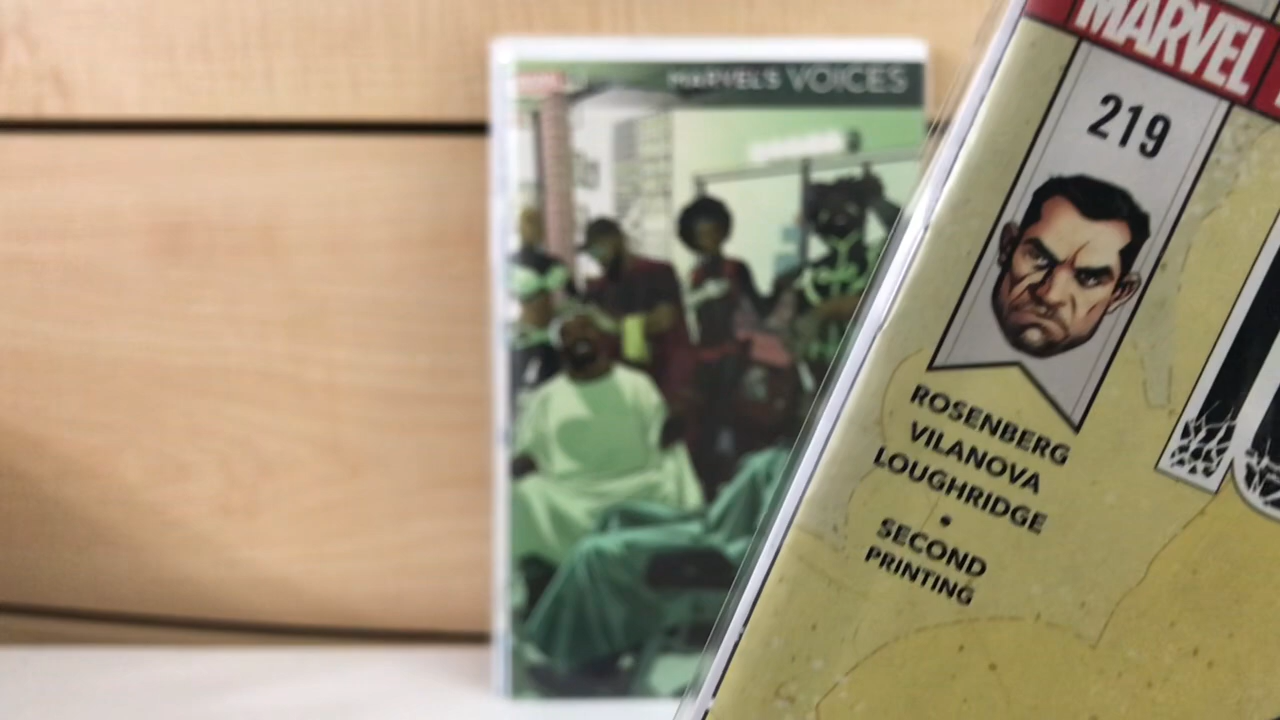 MARVEL'S VOICES
MARVEL
219
ROSENBERG
VILANOVA
LOUGHRIDGE
•
SECOND
PRINTING